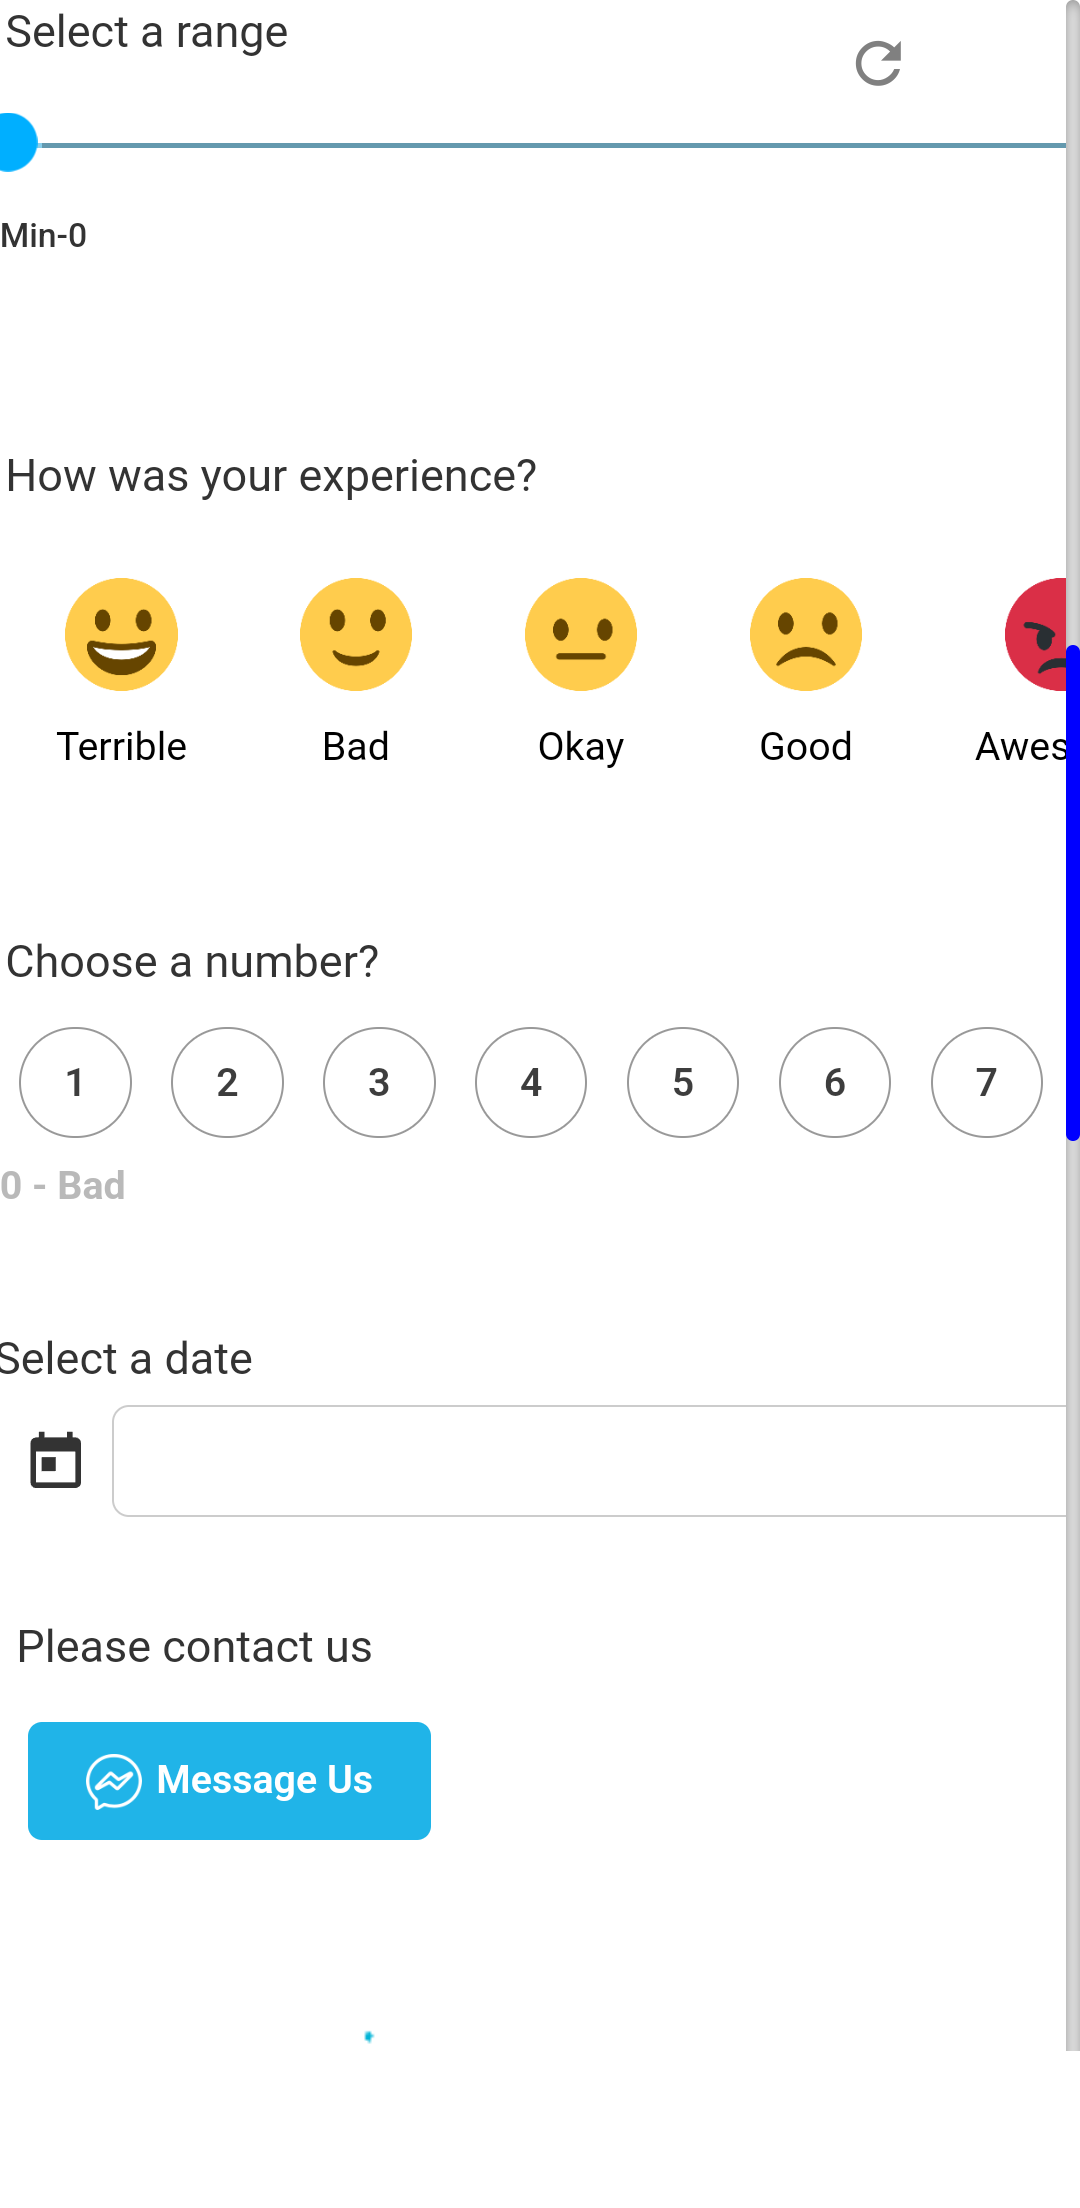 Select a range
Min-0
How was your experience?
Terrible Bad Okay Good Awes
Choose a number?
1 2 3 4 5 6 7
0 - Bad
Select a date
Please contact us
Message Us